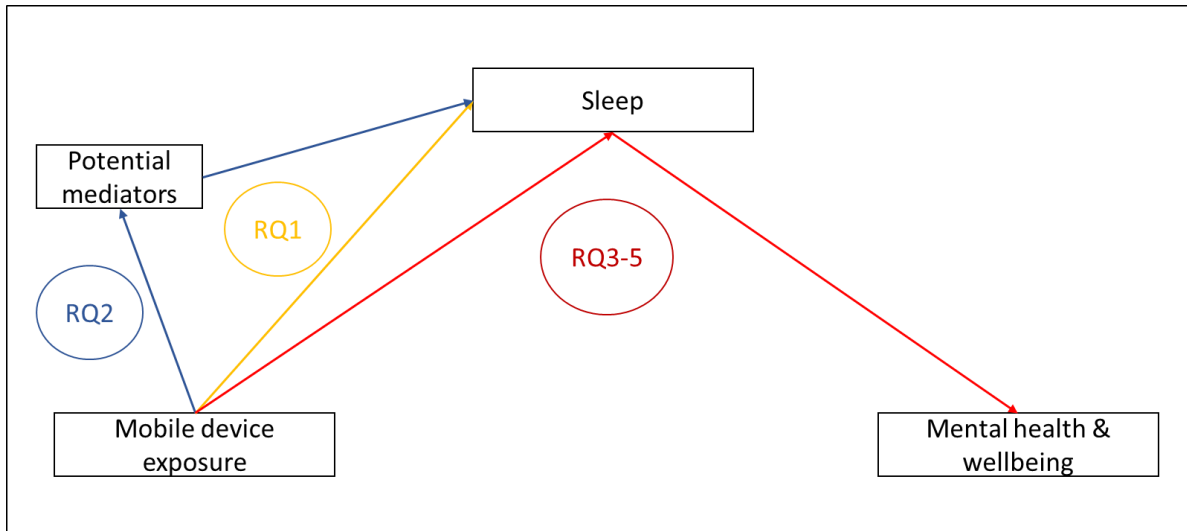 Sleep
Potential
mediators
RQ1
RQ3-5
RQ2
Mobile device
exposure
Mental health &
wellbeing